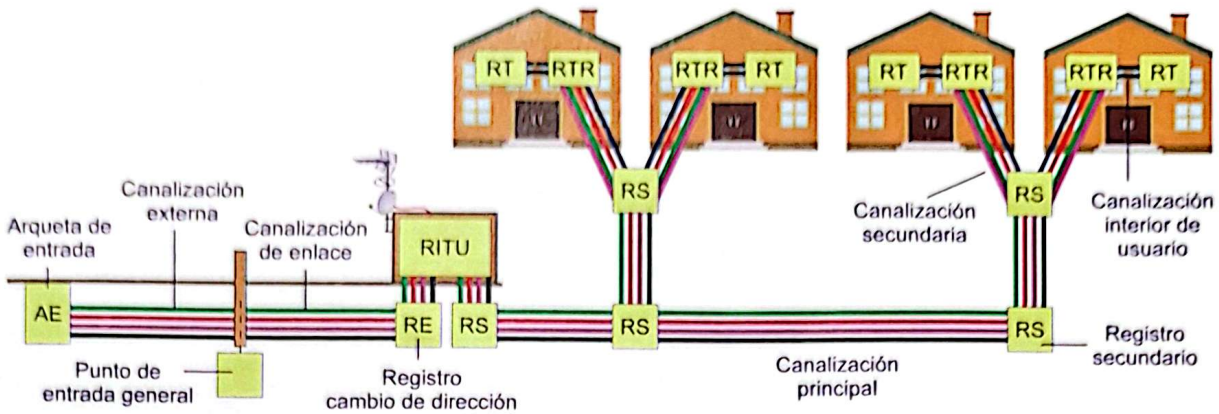 RT
RTR
RTR
RT
RT
RTR
RTR
RT
RS
RS
Canalización
externa
Arqueta de
entrada
Canalización
de enlace
RITU
Canalización
secundaria
Canalización
interior de
usuario
AE
RE
RS
RS
RS
Punto de
entrada general
Registro
cambio de dirección
Canalización
principal
Registro
secundario